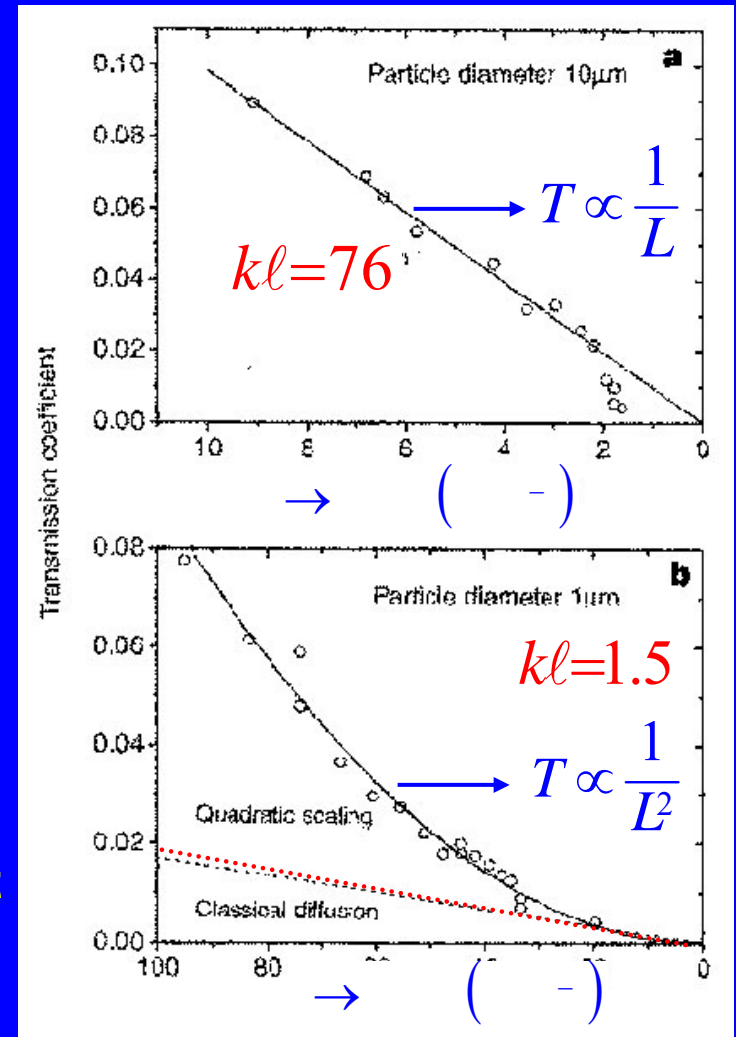 a
Particle diameter 10μm
0.10
0.08
0.06
0.04
0.02
0.00
T ∝ 1/L
kℓ=76
10 8 6 4 2 0
→ ( − )
Transmission coefficient
b
Particle diameter 1μm
0.08
0.06
0.04
0.02
0.00
kℓ=1.5
T ∝ 1/L²
Quadratic scaling
Classical diffusion
100 80 0
→ ( − )